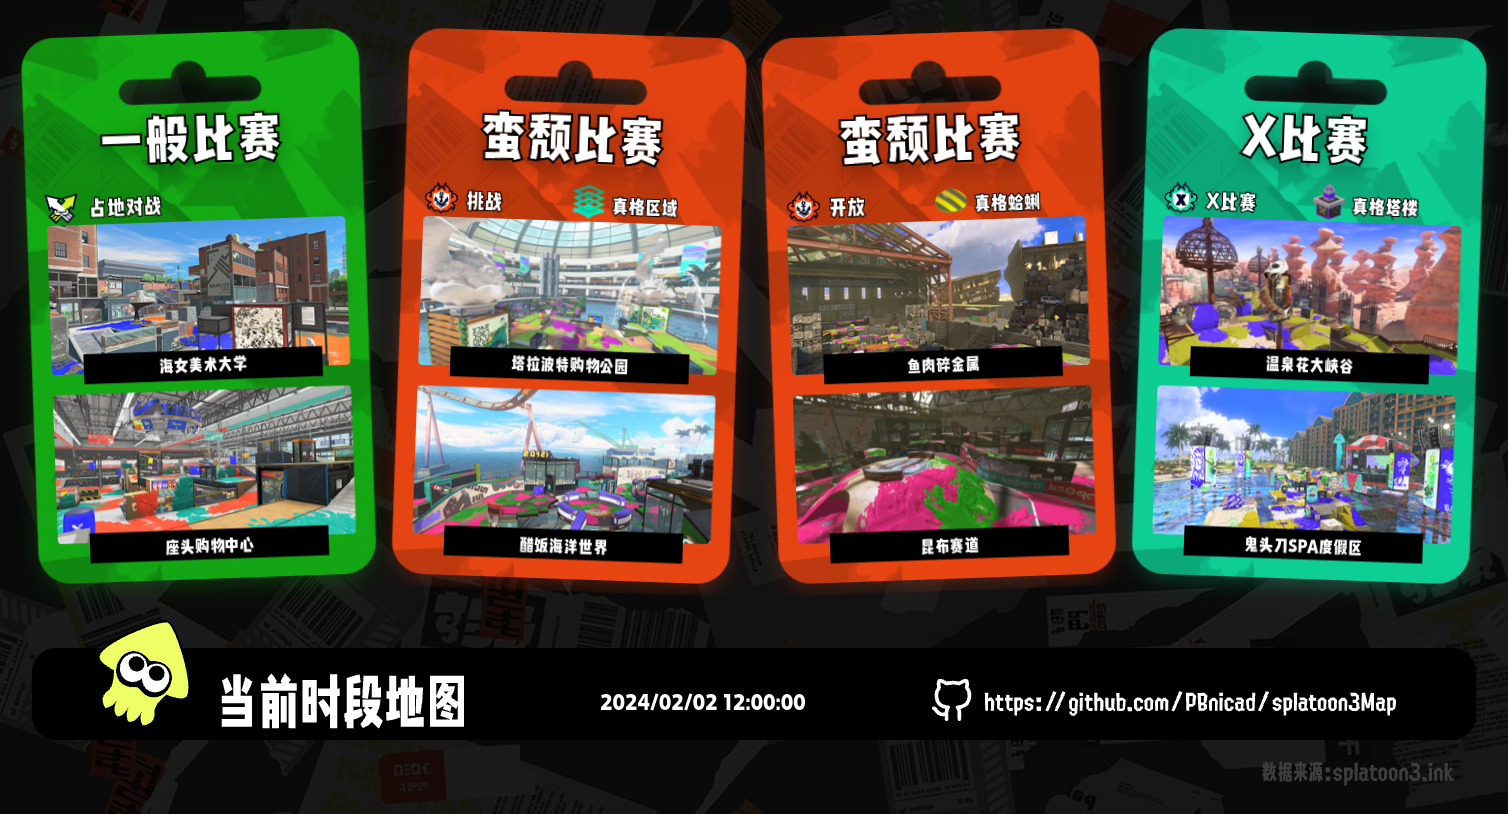 一般比赛
占地对战
海女美术大学
座头购物中心
蛮颓比赛
挑战
真格区域
塔拉波特购物公园
醋饭海洋世界
蛮颓比赛
开放
真格蛤蜊
鱼肉碎金属
昆布赛道
X比赛
X比赛
真格塔楼
温泉花大峡谷
鬼头刀SPA度假区
当前时段地图
2024/02/02 12:00:00
https://github.com/PBnicad/splatoon3Map
数据来源:splatoon3.ink